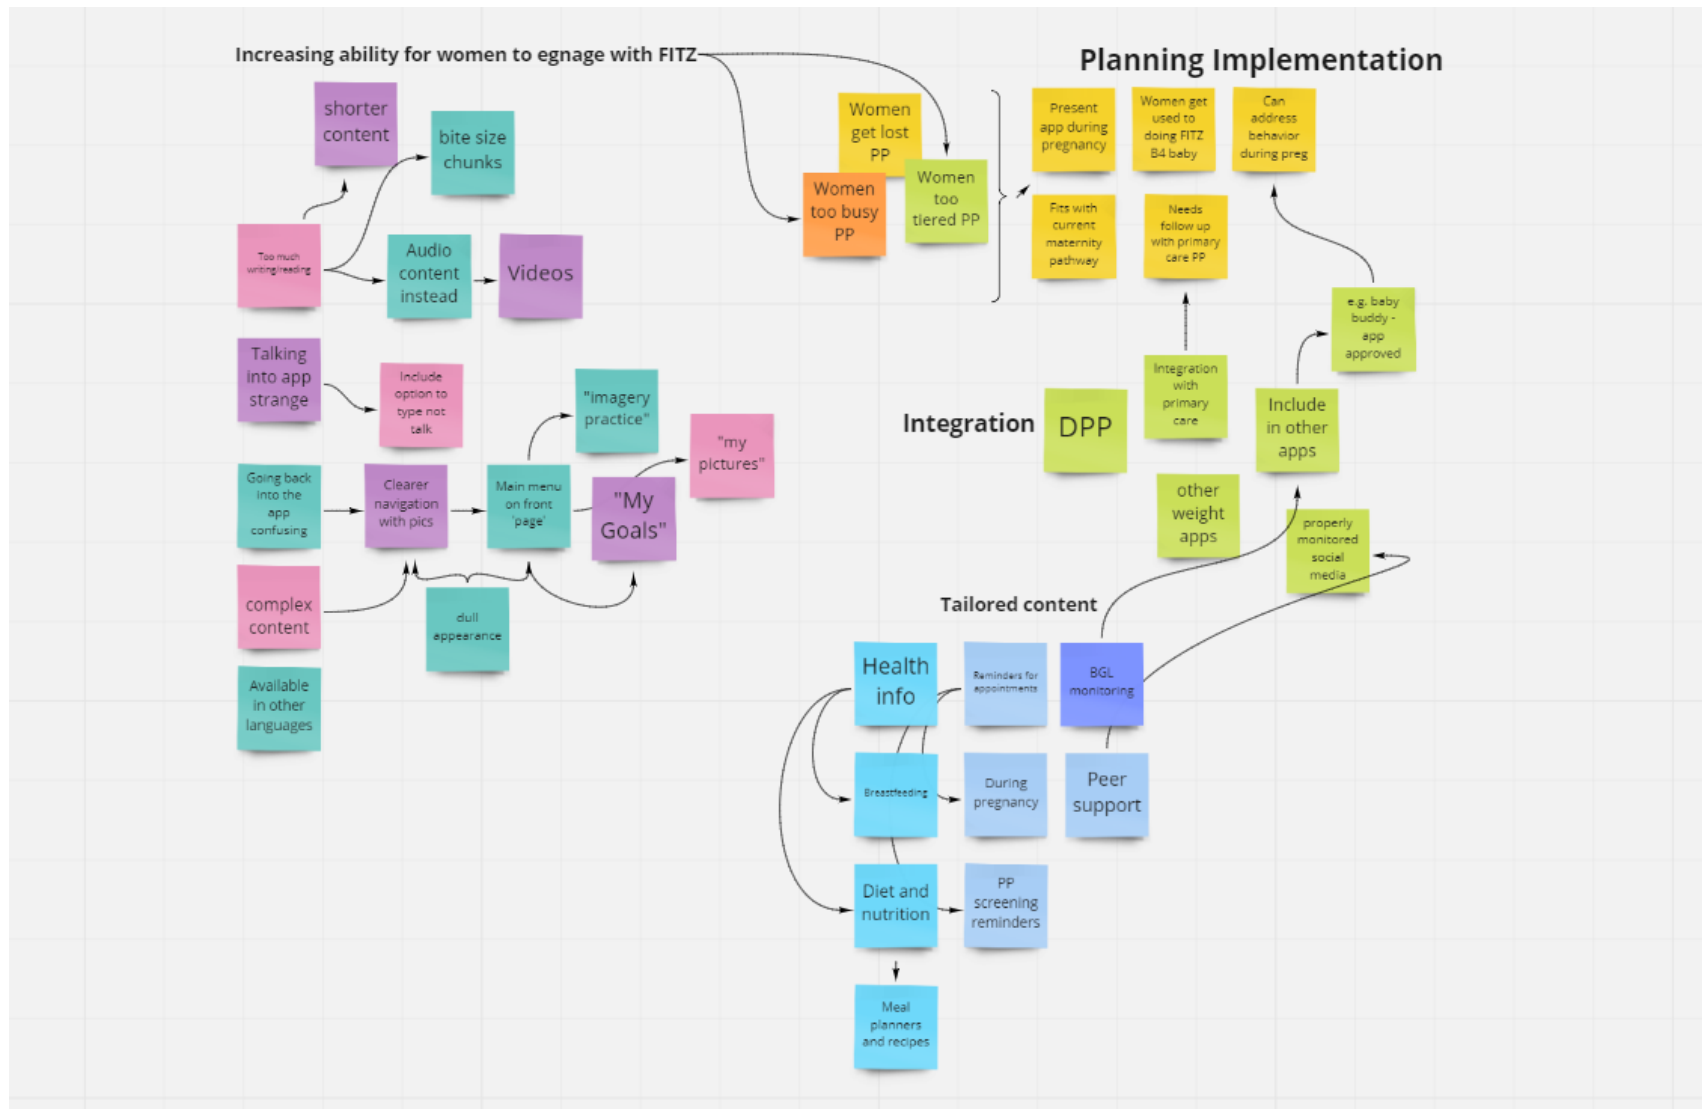 Increasing ability for women to egnage with FITZ
shorter
content
bite size
chunks
Too much
writing/reading
Audio
content
instead
Videos
Talking
into app
strange
Include
option to
type not
talk
"imagery
practice"
"my
pictures"
Going back
into the
app
confusing
Clearer
navigation
with pics
Main menu
on front
'page'
"My
Goals"
complex
content
dull
appearance
Available
in other
languages
Women
get lost
PP
Women
too busy
PP
Women
too
tiered PP
Planning Implementation
Present
app during
pregnancy
Women get
used to
doing FITZ
B4 baby
Can
address
behavior
during preg
Fits with
current
maternity
pathway
Needs
follow up
with primary
care PP
e.g. baby
buddy -
app
approved
Integration
DPP
Integration
with
primary
care
Include
in other
apps
other
weight
apps
properly
monitored
social
media
Tailored content
Health
info
Reminders for
appointments
BGL
monitoring
Breastfeeding
During
pregnancy
Peer
support
Diet and
nutrition
PP
screening
reminders
Meal
planners
and recipes